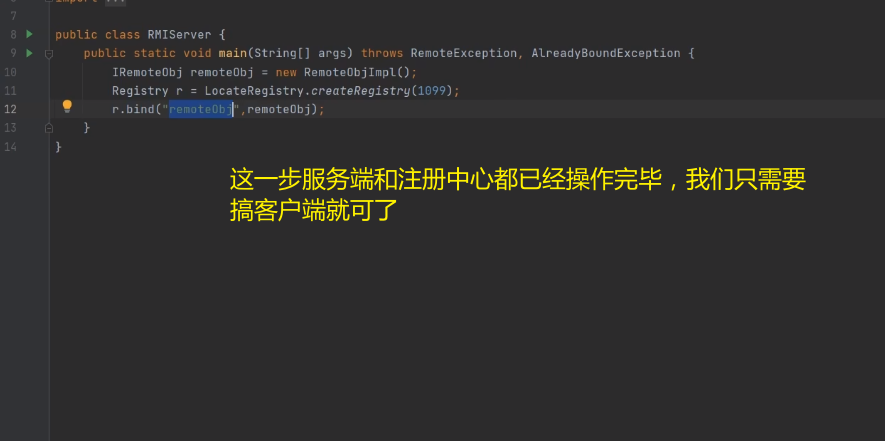 import ...
7
8 public class RMIServer {
9 public static void main(String[] args) throws RemoteException, AlreadyBoundException {
10 IRemoteObj remoteObj = new RemoteObjImpl();
11 Registry r = LocateRegistry.createRegistry(1099);
12 r.bind("remoteObj",remoteObj);
13 }
14 }
这一步服务端和注册中心都已经操作完毕，我们只需要
搞客户端就可了